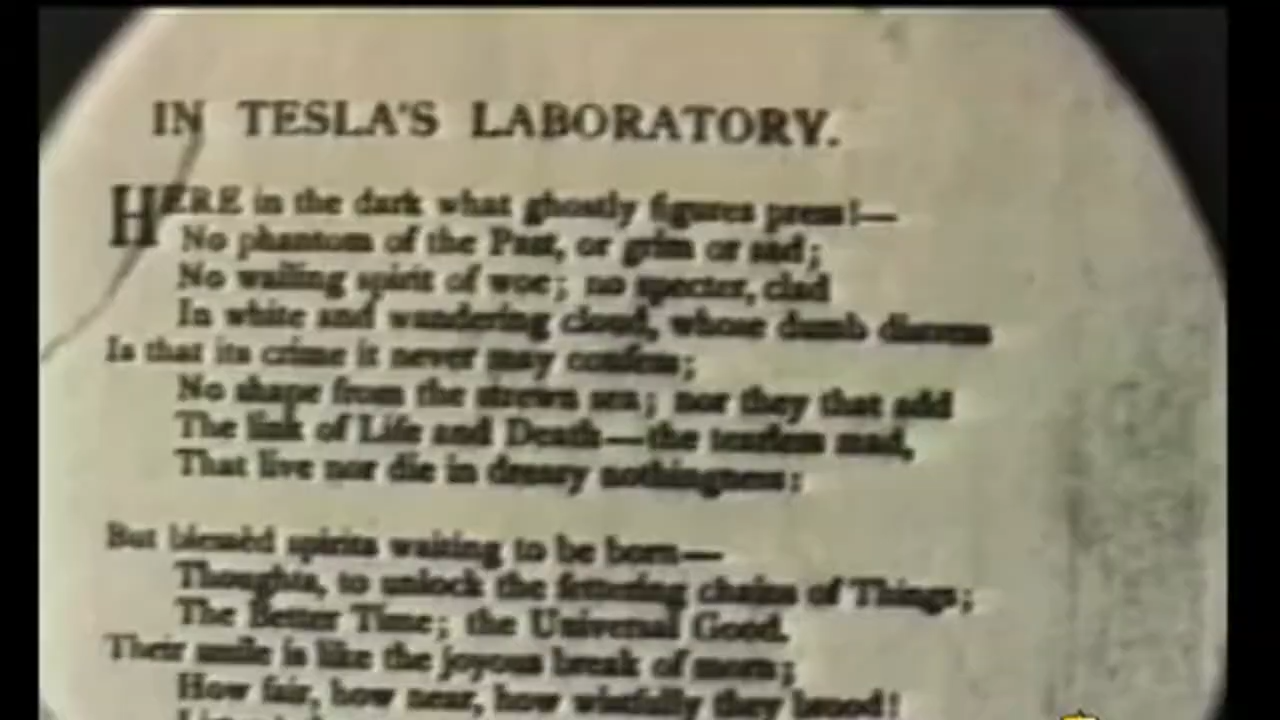 IN TESLA'S LABORATORY.
HERE in the dark what ghostly figures press!—
No phantom of the Past, or grim or sad;
No wailing spirit of woe; no specter, clad
In white and wandering cloud, whose dumb distress
Is that its crime it never may confess;
No shape from the strewn sea; nor they that add
The link of Life and Death—the tearless mad,
That live nor die in dreary nothingness:
But blessèd spirits waiting to be born—
Thoughts, to unlock the fettering chains of Things;
The Better Time; the Universal Good.
Their smile is like the joyous break of morn;
How fair, how near, how wistfully they brood!